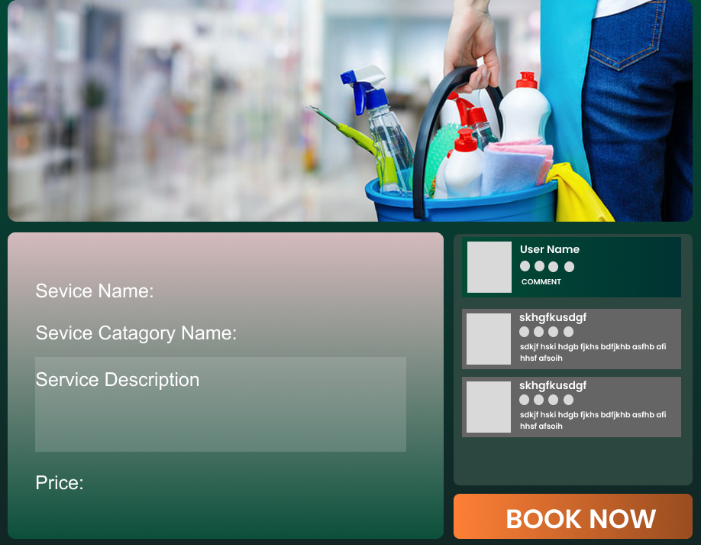 Sevice Name:
Sevice Catagory Name:
Service Description
Price:
User Name
COMMENT
skhgfkusdgf
sdkjf hski hdgb fjkhs bdfjkhb asfhb afi
hhsf afsoih
skhgfkusdgf
sdkjf hski hdgb fjkhs bdfjkhb asfhb afi
hhsf afsoih
BOOK NOW